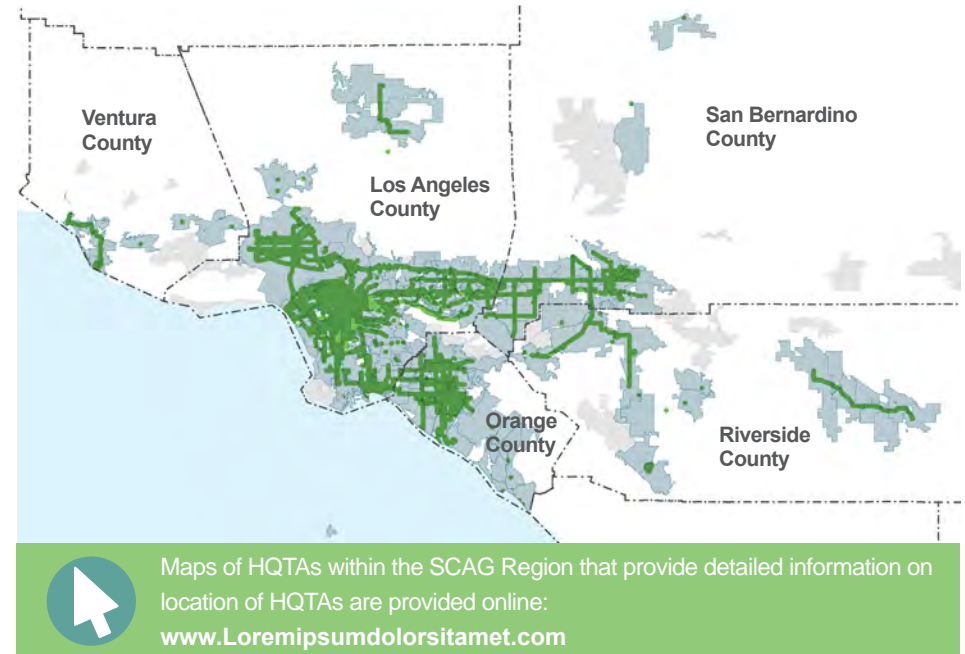 Ventura
County
San Bernardino
County
Los Angeles
County
Orange
County
Riverside
County
Maps of HQTAs within the SCAG Region that provide detailed information on
location of HQTAs are provided online:
www.Loremipsumdolorsitamet.com